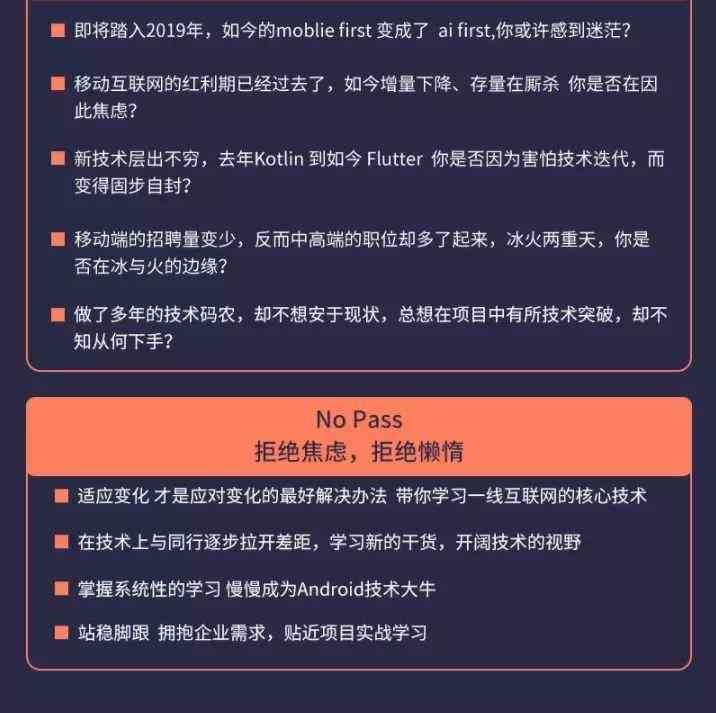 即将踏入2019年，如今的moblie first 变成了 ai first,你或许感到迷茫？
移动互联网的红利期已经过去了，如今增量下降、存量在厮杀 你是否在因
此焦虑？
新技术层出不穷，去年Kotlin 到如今 Flutter 你是否因为害怕技术迭代，而
变得固步自封？
移动端的招聘量变少，反而中高端的职位却多了起来，冰火两重天，你是
否在冰与火的边缘？
做了多年的技术码农，却不想安于现状，总想在项目中有所技术突破，却不
知从何下手？
No Pass
拒绝焦虑，拒绝懒惰
适应变化 才是应对变化的最好解决办法 带你学习一线互联网的核心技术
在技术上与同行逐步拉开差距，学习新的干货，开阔技术的视野
掌握系统性的学习 慢慢成为Android技术大牛
站稳脚跟 拥抱企业需求，贴近项目实战学习